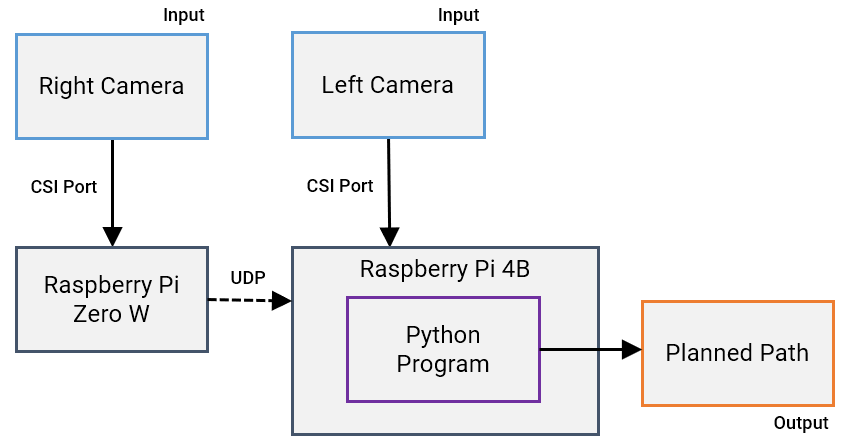 Input
Input
Right Camera
Left Camera
CSI Port
CSI Port
Raspberry Pi
Zero W
UDP
Raspberry Pi 4B
Python
Program
Planned Path
Output